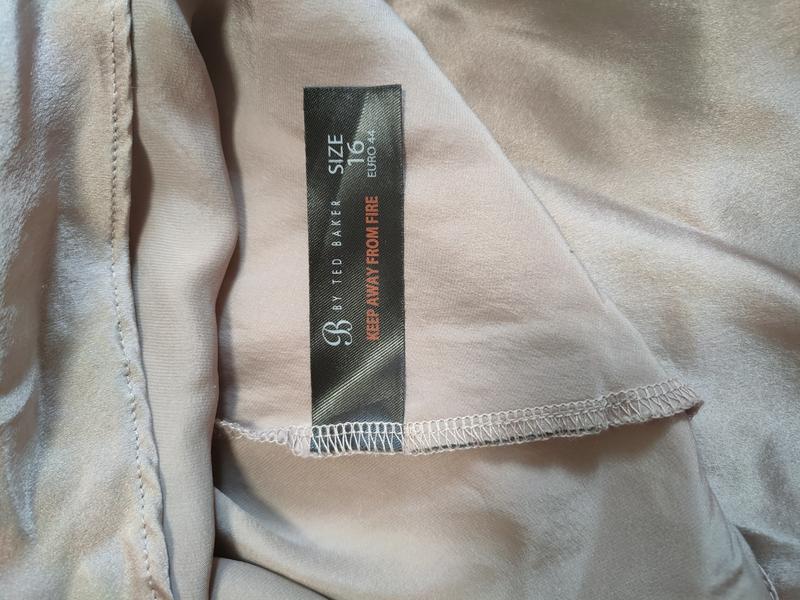 B BY TED BAKER
SIZE
16
EURO 44
KEEP AWAY FROM FIRE